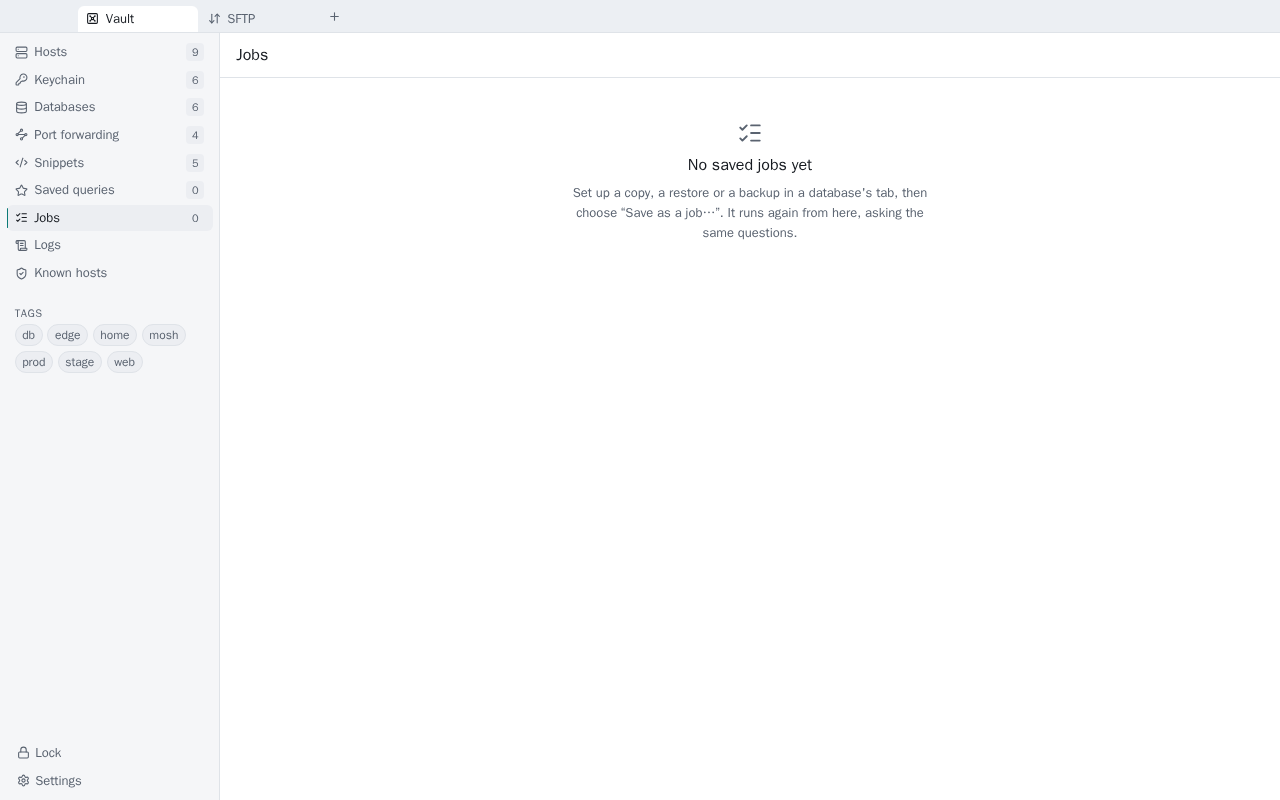 Vault
SFTP
Hosts 9
Keychain 6
Databases 6
Port forwarding 4
Snippets 5
Saved queries 0
Jobs 0
Logs
Known hosts
TAGS
db edge home mosh
prod stage web
Lock
Settings
Jobs
No saved jobs yet
Set up a copy, a restore or a backup in a database's tab, then
choose “Save as a job⋯”. It runs again from here, asking the
same questions.